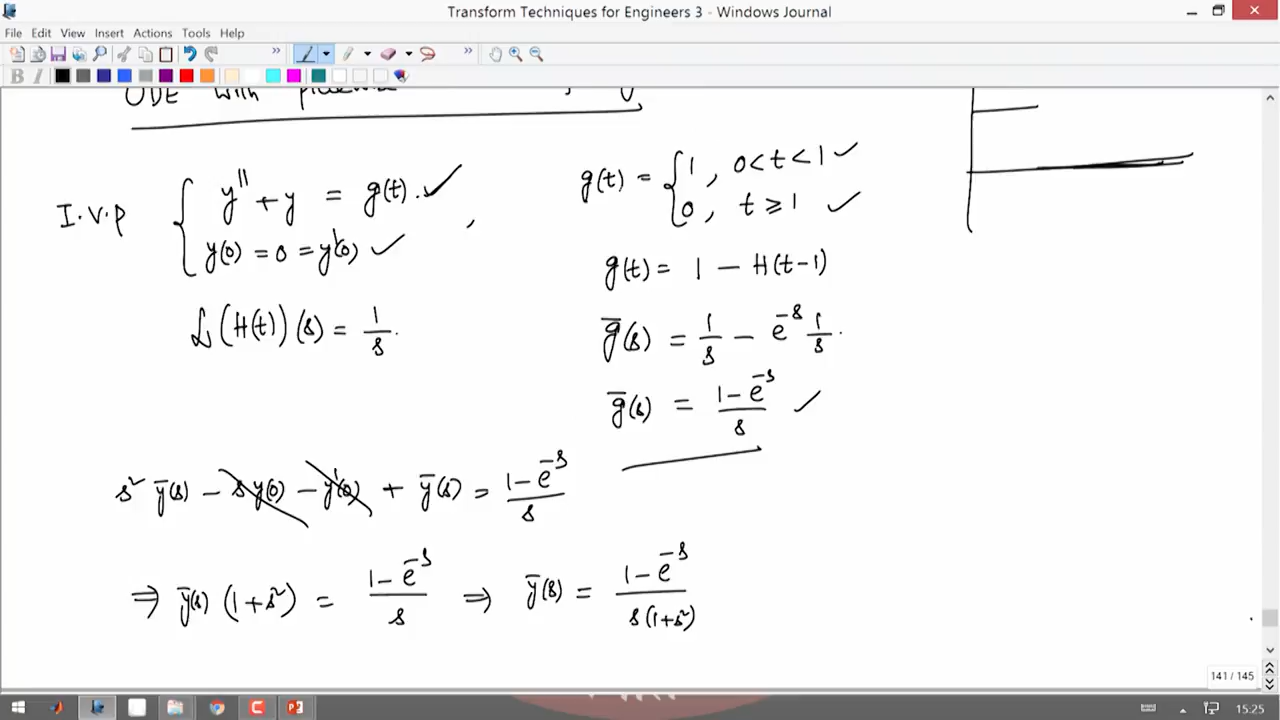 Transform Techniques for Engineers 3 - Windows Journal
File Edit View Insert Actions Tools Help
B I
ODE with
I.V.P { y'' + y = g(t). ✓
y(0) = 0 = y'(0) ✓ ,
g(t) = { 1 , 0<t<1 ✓
0 , t ≥ 1 ✓
g(t) = 1 − H(t−1)
L(H(t))(s) = 1/s.
ḡ(s) = 1/s − e^{-s} 1/s.
ḡ(s) = (1−e^{-s})/s ✓
s² ȳ(s) − s y(0) − y'(0) + ȳ(s) = (1−e^{-s})/s
⇒ ȳ(s) (1+s²) = (1−e^{-s})/s ⇒ ȳ(s) = (1−e^{-s})/(s(1+s²))
141 / 145
15:25